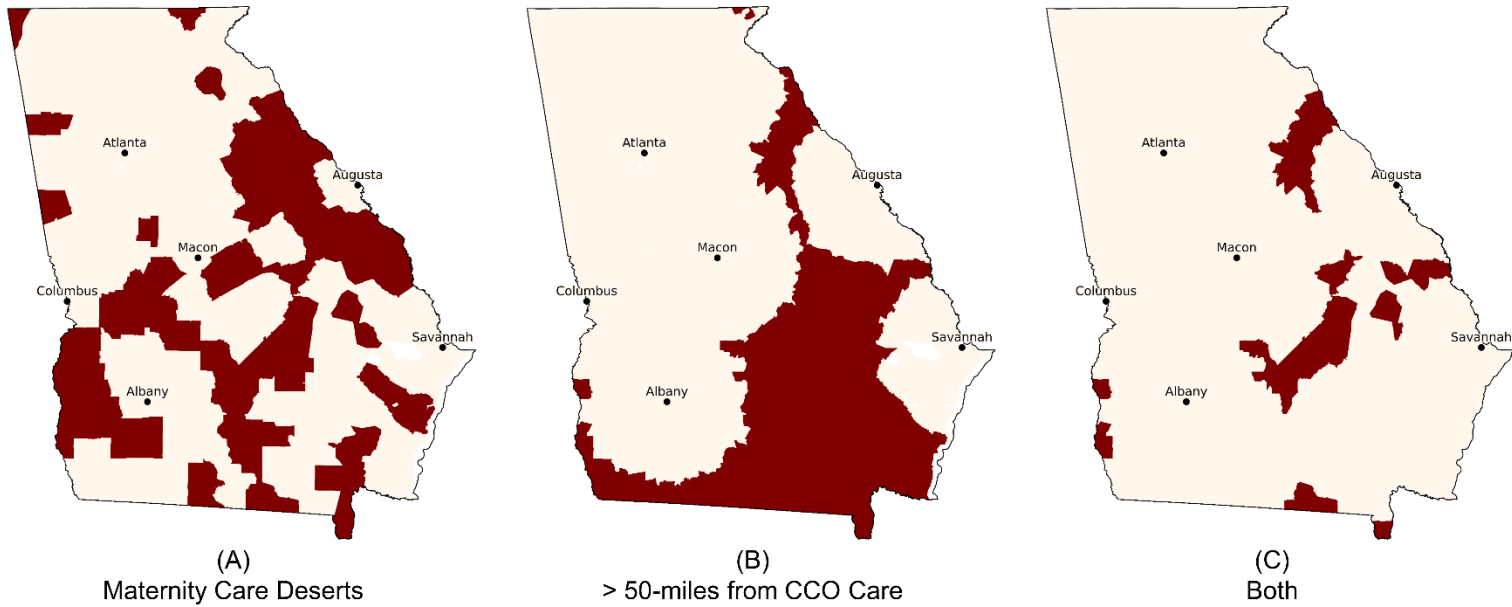 Atlanta
Augusta
Macon
Columbus
Savannah
Albany
(A)
Maternity Care Deserts
Atlanta
Augusta
Macon
Columbus
Savannah
Albany
(B)
> 50-miles from CCO Care
Atlanta
Augusta
Macon
Columbus
Savannah
Albany
(C)
Both